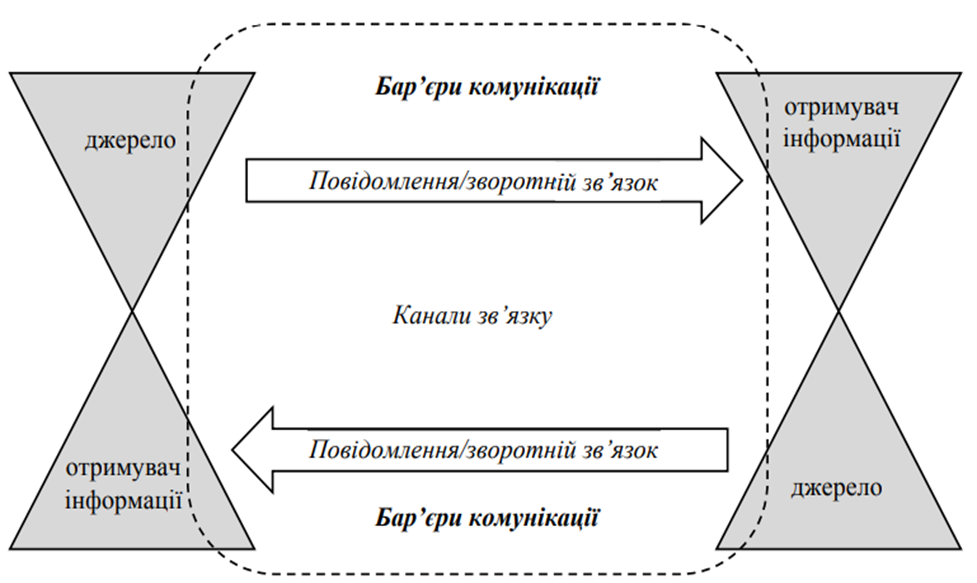 Бар’єри комунікації
джерело
отримувач
інформації
Повідомлення/зворотній зв’язок
Канали зв’язку
Повідомлення/зворотній зв’язок
отримувач
інформації
джерело
Бар’єри комунікації